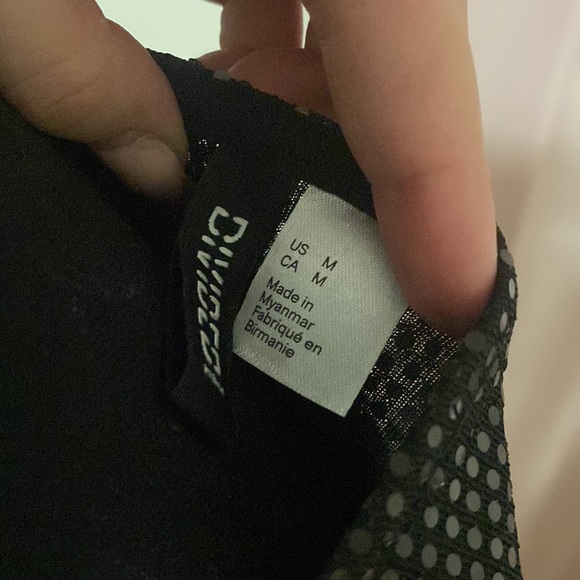 DIVIDED
US M
CA M
Made in
Myanmar
Fabriqué en
Birmanie